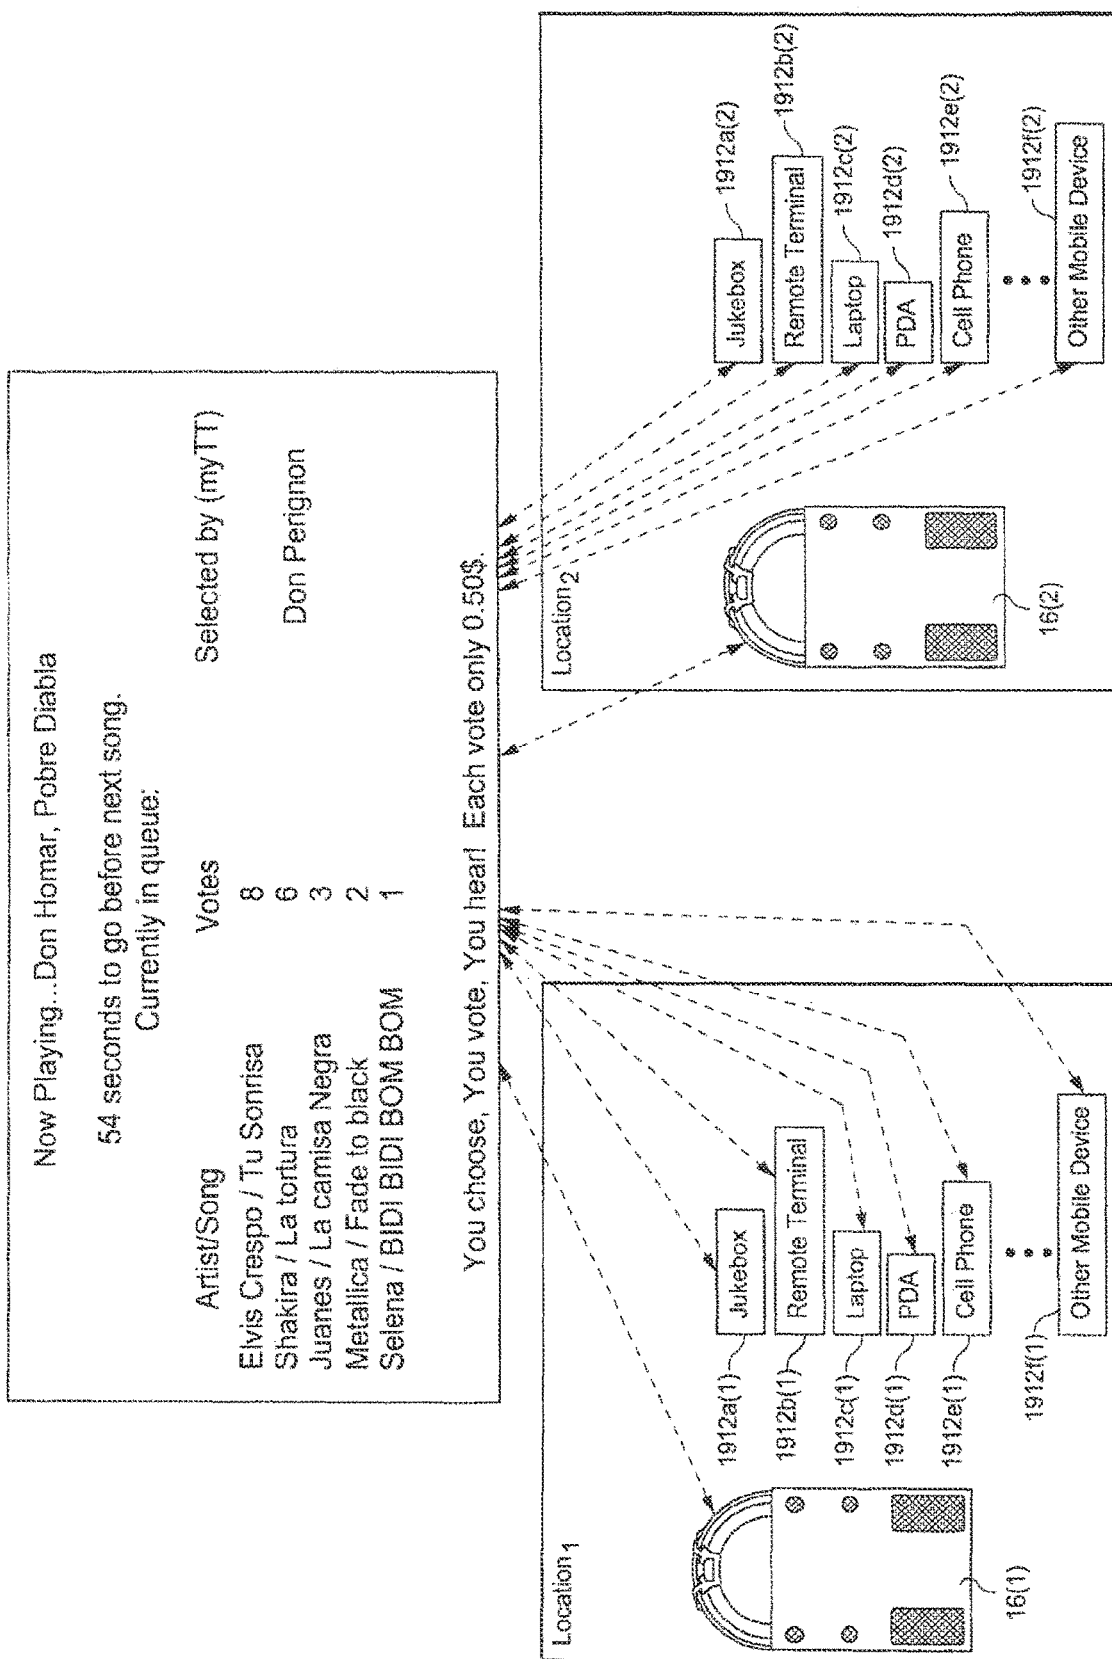 Now Playing...Don Homar, Pobre Diabla
54 seconds to go before next song.
Currently in queue:
Artist/Song Votes Selected by (myTT)
Elvis Crespo / Tu Sonrisa 8
Shakira / La tortura 6 Don Perignon
Juanes / La camisa Negra 3
Metallica / Fade to black 2
Selena / BIDI BIDI BOM BOM 1
You choose, You vote, You hear! Each vote only 0.50$.
Location1
16(1)
1912a(1) Jukebox
1912b(1) Remote Terminal
1912c(1) Laptop
1912d(1) PDA
1912e(1) Cell Phone
1912f(1) Other Mobile Device
Location2
16(2)
Jukebox 1912a(2)
Remote Terminal 1912b(2)
Laptop 1912c(2)
PDA 1912d(2)
Cell Phone 1912e(2)
Other Mobile Device 1912f(2)